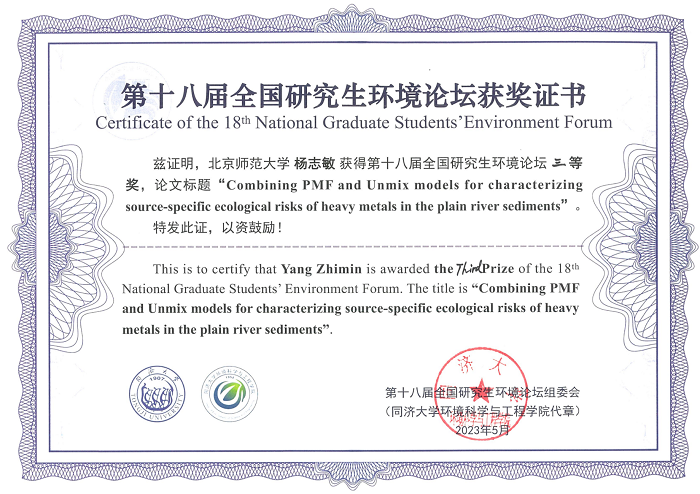 第十八届全国研究生环境论坛获奖证书
Certificate of the 18th National Graduate Students’Environment Forum
兹证明，北京师范大学 杨志敏 获得第十八届全国研究生环境论坛 三等
奖，论文标题“Combining PMF and Unmix models for characterizing
source-specific ecological risks of heavy metals in the plain river sediments”。
特发此证，以资鼓励！
This is to certify that Yang Zhimin is awarded the Third Prize of the 18th
National Graduate Students’ Environment Forum. The title is “Combining PMF
and Unmix models for characterizing source-specific ecological risks of heavy
metals in the plain river sediments”.
1907
TONGJI UNIVERSITY
第十八届全国研究生环境论坛组委会
（同济大学环境科学与工程学院代章）
2023年5月